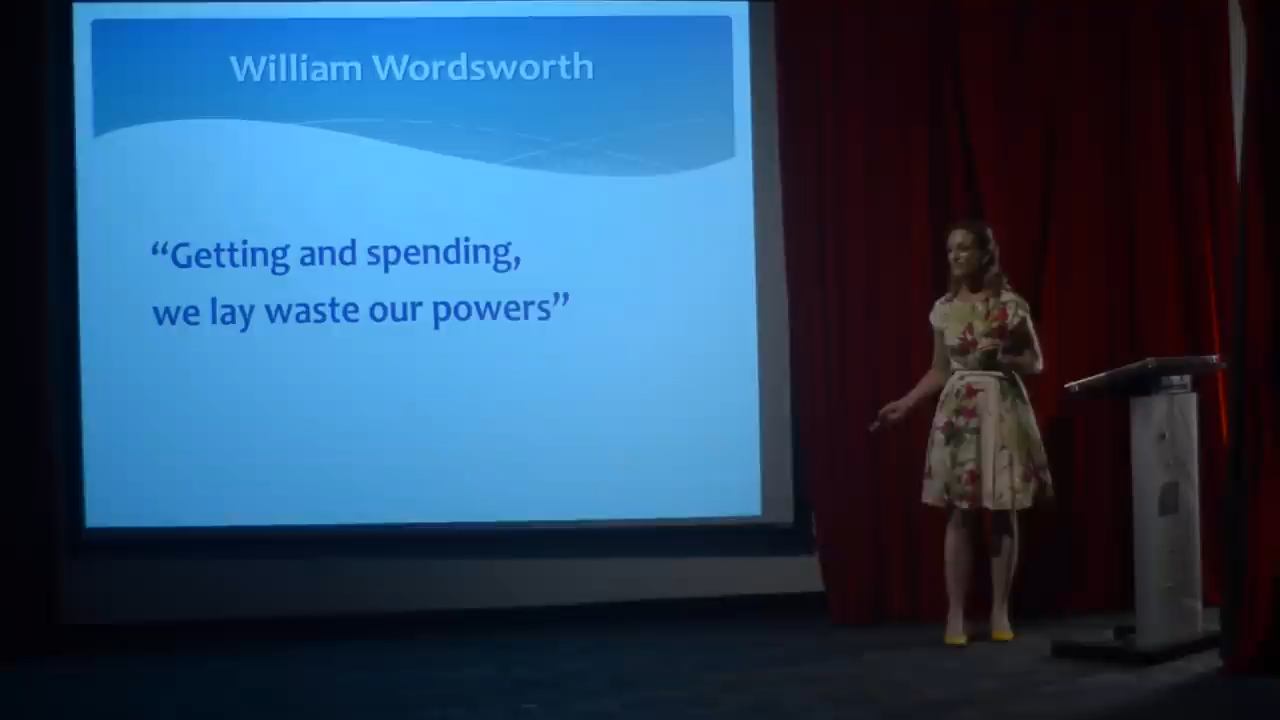 William Wordsworth
“Getting and spending,
we lay waste our powers”